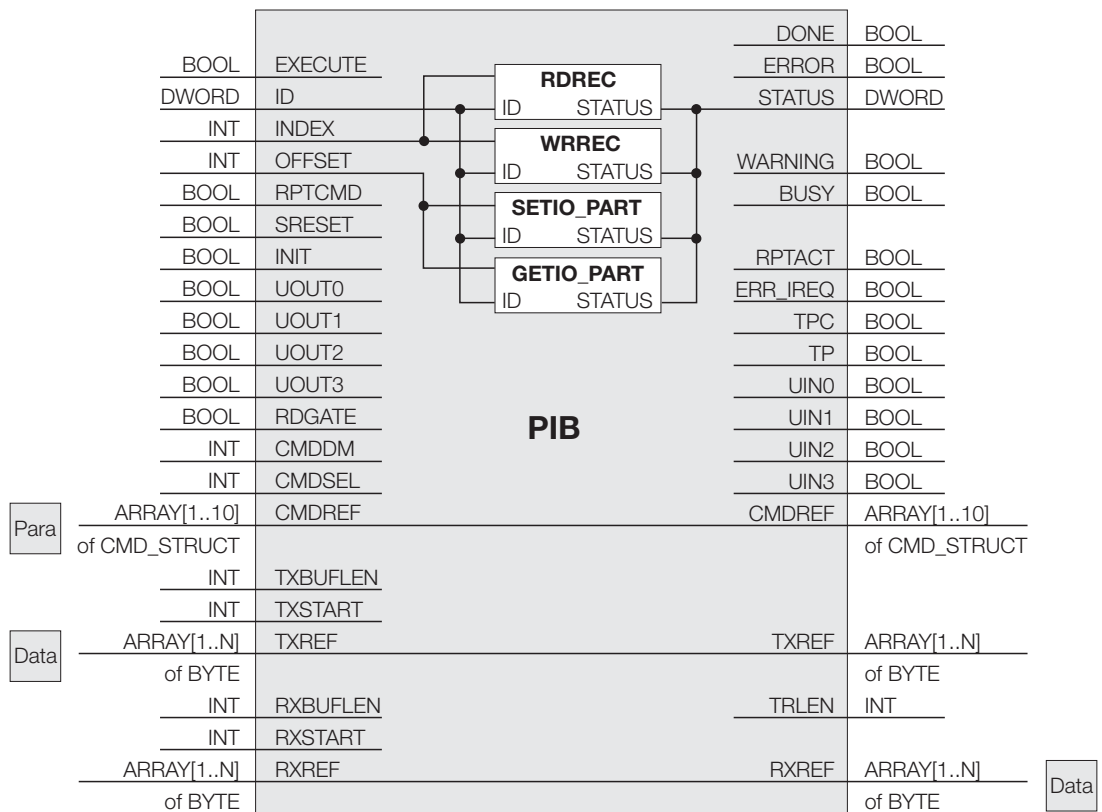 DONE BOOL
BOOL EXECUTE ERROR BOOL
RDREC
DWORD ID ID STATUS STATUS DWORD
INT INDEX
WRREC
INT OFFSET ID STATUS WARNING BOOL
BOOL RPTCMD BUSY BOOL
SETIO_PART
BOOL SRESET ID STATUS
BOOL INIT RPTACT BOOL
GETIO_PART
BOOL UOUT0 ID STATUS ERR_IREQ BOOL
BOOL UOUT1 TPC BOOL
BOOL UOUT2 TP BOOL
BOOL UOUT3 UIN0 BOOL
BOOL RDGATE UIN1 BOOL
PIB
INT CMDDM UIN2 BOOL
INT CMDSEL UIN3 BOOL
Para ARRAY[1..10] CMDREF CMDREF ARRAY[1..10]
of CMD_STRUCT of CMD_STRUCT
INT TXBUFLEN
INT TXSTART
Data ARRAY[1..N] TXREF TXREF ARRAY[1..N]
of BYTE of BYTE
INT RXBUFLEN TRLEN INT
INT RXSTART
ARRAY[1..N] RXREF RXREF ARRAY[1..N] Data
of BYTE of BYTE